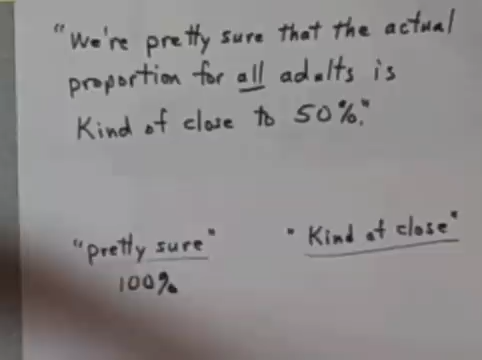 "We're pretty sure that the actual
proportion for all adults is
Kind of close to 50%."
"pretty sure" "Kind of close"
100%